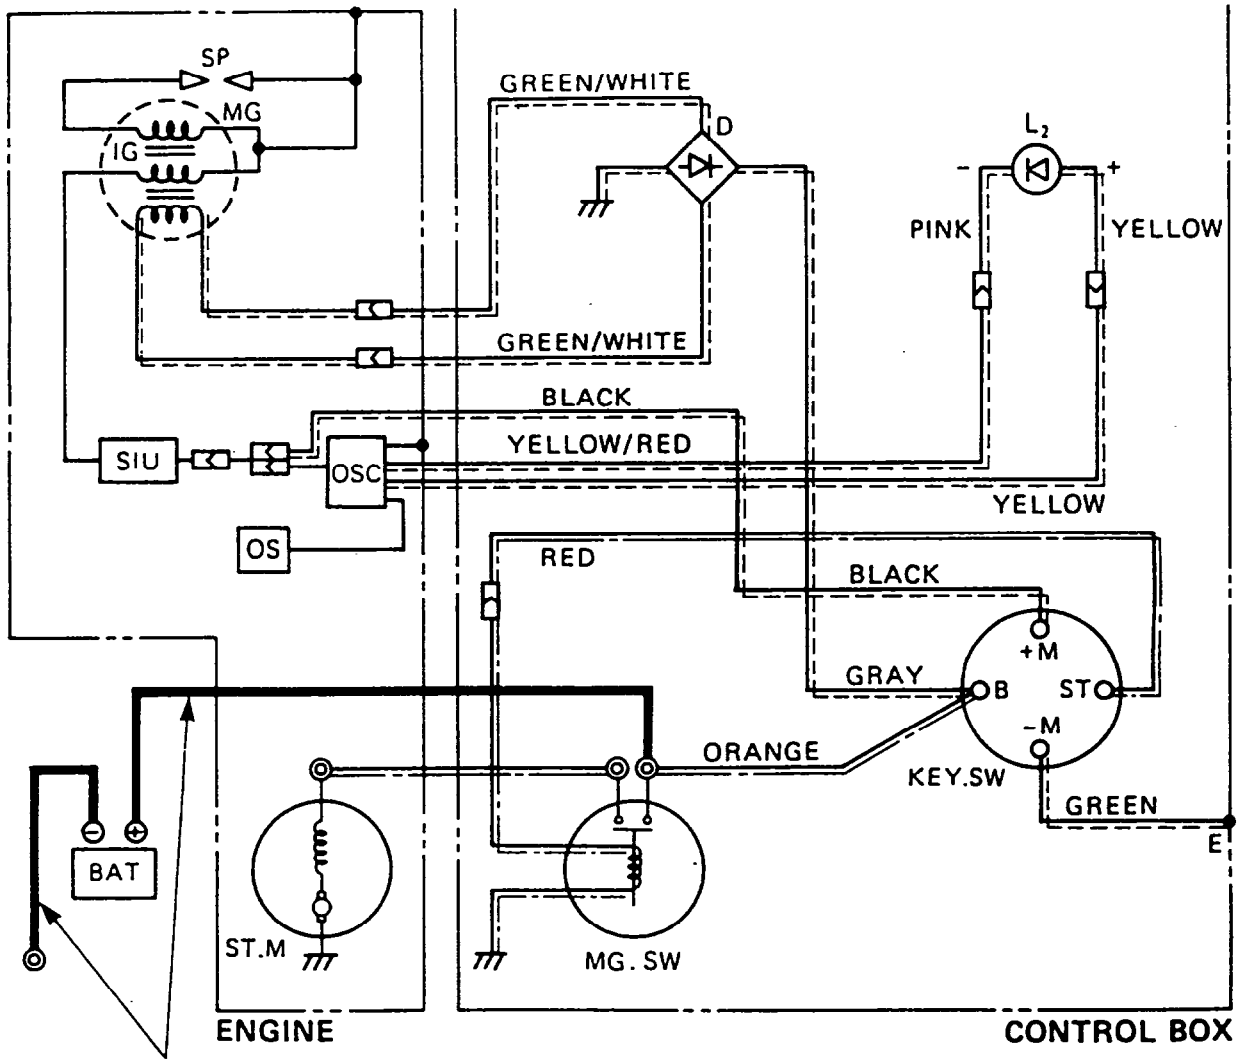 SP
MG
IG
GREEN/WHITE
D
L₂
-
+
PINK
YELLOW
GREEN/WHITE
BLACK
YELLOW/RED
SIU
OSC
YELLOW
OS
RED
BLACK
+M
GRAY
B
ST
-M
ORANGE
KEY.SW
GREEN
E
-
+
BAT
ST.M
MG. SW
ENGINE
CONTROL BOX